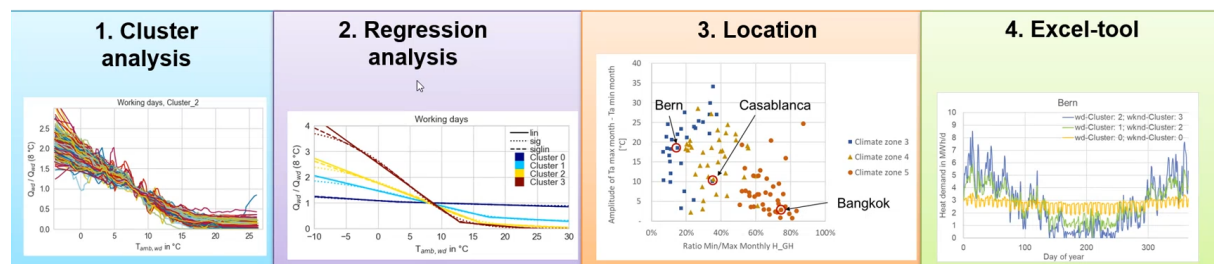 1. Cluster
analysis
Working days, Cluster_2
Q_wd / Q_wd (8 °C)
2.5
2.0
1.5
1.0
0.5
0.0
0
5
10
15
20
25
T_amb,wd in °C
2. Regression
analysis
Working days
Q_wd / Q_wd (8 °C)
4
3
2
1
0
−10
−5
0
5
10
15
20
25
30
T_amb,wd in °C
lin
sig
siglin
Cluster 0
Cluster 1
Cluster 2
Cluster 3
3. Location
Amplitude of Ta max month - Ta min month
[°C]
40
35
30
25
20
15
10
5
0%
20%
40%
60%
80%
100%
Ratio Min/Max Monthly H_GH
Bern
Casablanca
Bangkok
Climate zone 3
Climate zone 4
Climate zone 5
4. Excel-tool
Bern
Heat demand in MWh/d
10
9
8
7
6
5
4
3
2
1
0
0
100
200
300
Day of year
wd-Cluster: 2; wknd-Cluster: 3
wd-Cluster: 1; wknd-Cluster: 2
wd-Cluster: 0; wknd-Cluster: 0